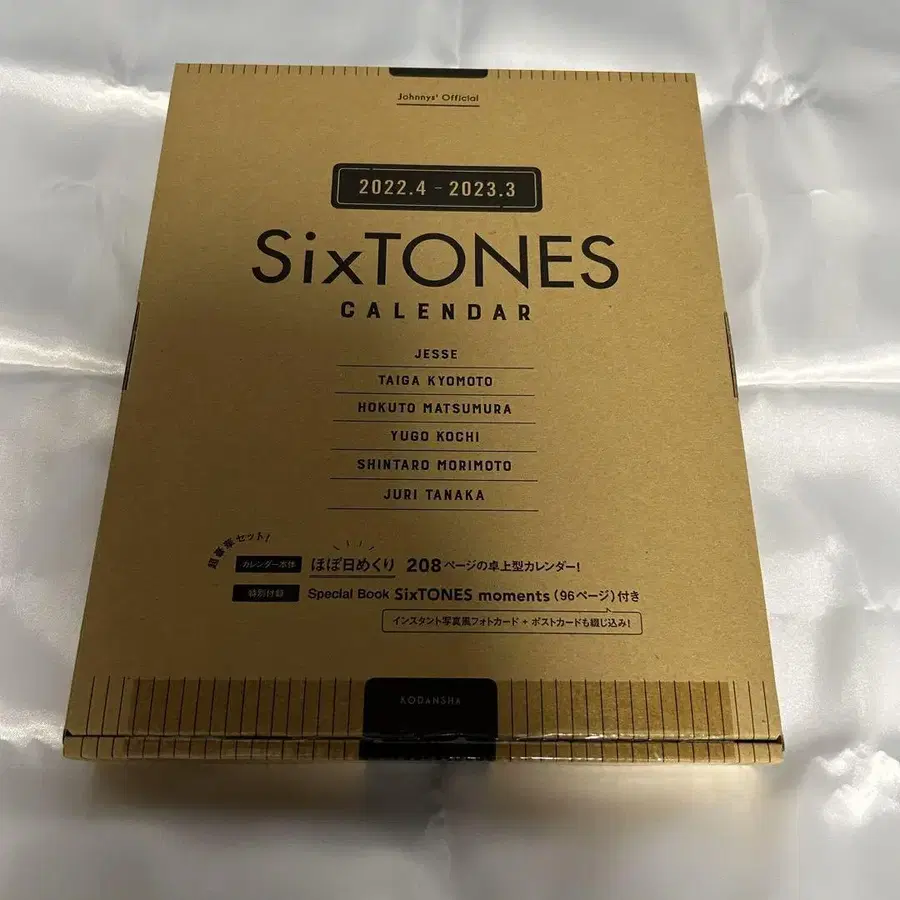 Johnnys' Official
2022.4 - 2023.3
SixTONES
CALENDAR
JESSE
TAIGA KYOMOTO
HOKUTO MATSUMURA
YUGO KOCHI
SHINTARO MORIMOTO
JURI TANAKA
超豪華セット!
カレンダー本体 ほぼ日めくり 208ページの卓上型カレンダー!
特別付録 Special Book SixTONES moments (96ページ)付き
インスタント写真風フォトカード + ポストカードも綴じ込み!
KODANSHA